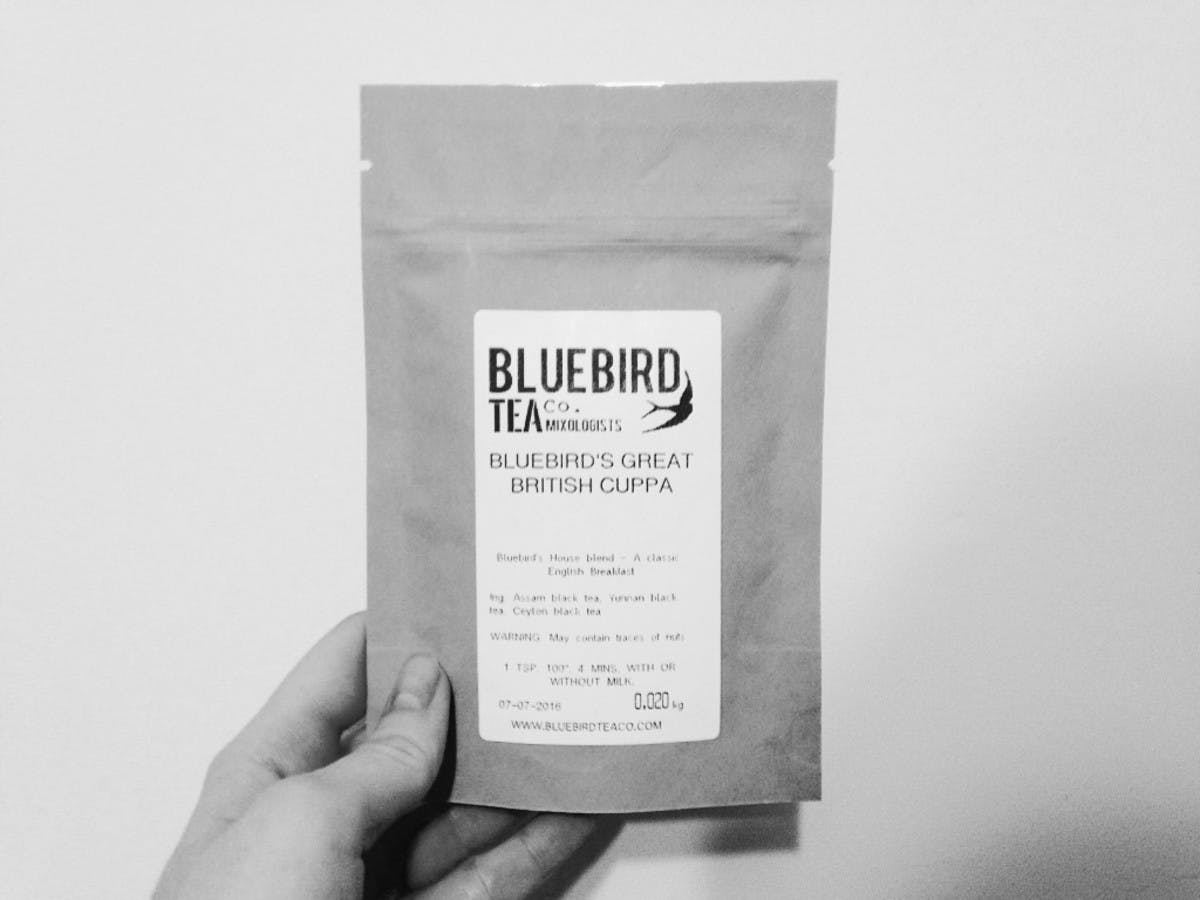 BLUEBIRD
TEA Co.
MIXOLOGISTS
BLUEBIRD'S GREAT
BRITISH CUPPA
Bluebird's House blend - A classic
English Breakfast
Ing: Assam black tea, Yunnan black
tea, Ceylon black tea
WARNING: May contain traces of nuts
1 TSP. 100°. 4 MINS. WITH OR
WITHOUT MILK.
07-07-2016 0.020 kg
WWW.BLUEBIRDTEACO.COM